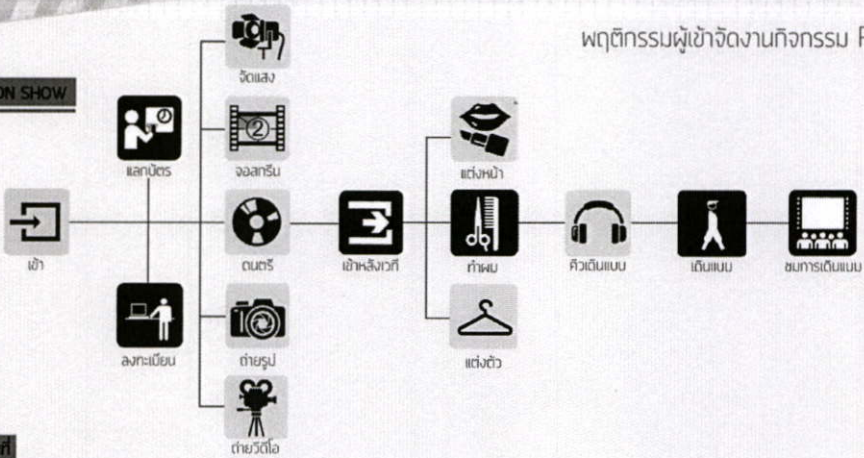 พฤติกรรมผู้เข้าจัดงานกิจกรรม F
ON SHOW
จัดแสง
แลกบัตร
2
จอสกรีน
แต่งหน้า
เข้า
ดนตรี
เข้าหลังเวที
ทำผม
คิวเดินแบบ
เดินแบบ
ชมการเดินแบบ
ลงทะเบียน
ถ่ายรูป
แต่งตัว
ถ่ายวีดีโอ
ที่